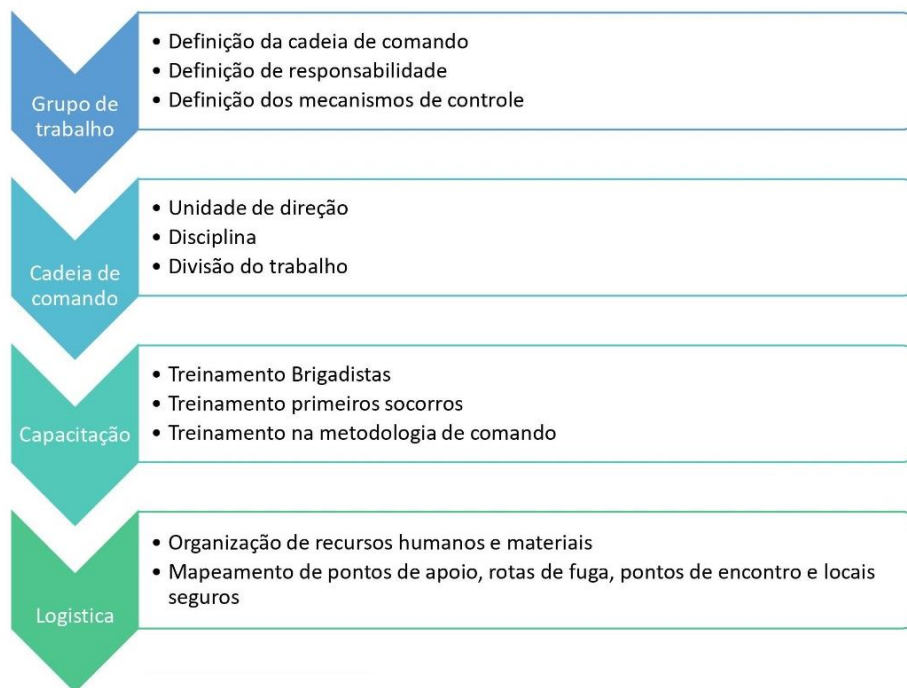 Grupo de
trabalho
• Definição da cadeia de comando
• Definição de responsabilidade
• Definição dos mecanismos de controle
Cadeia de
comando
• Unidade de direção
• Disciplina
• Divisão do trabalho
Capacitação
• Treinamento Brigadistas
• Treinamento primeiros socorros
• Treinamento na metodologia de comando
Logistica
• Organização de recursos humanos e materiais
• Mapeamento de pontos de apoio, rotas de fuga, pontos de encontro e locais
seguros